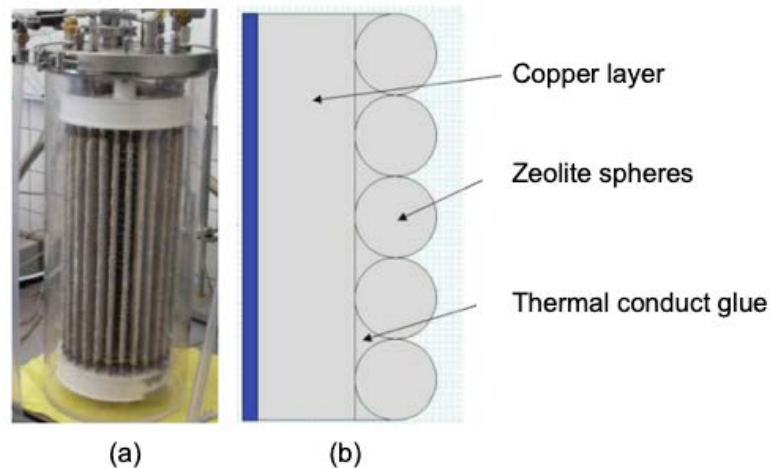 Copper layer
Zeolite spheres
Thermal conduct glue
(a)
(b)